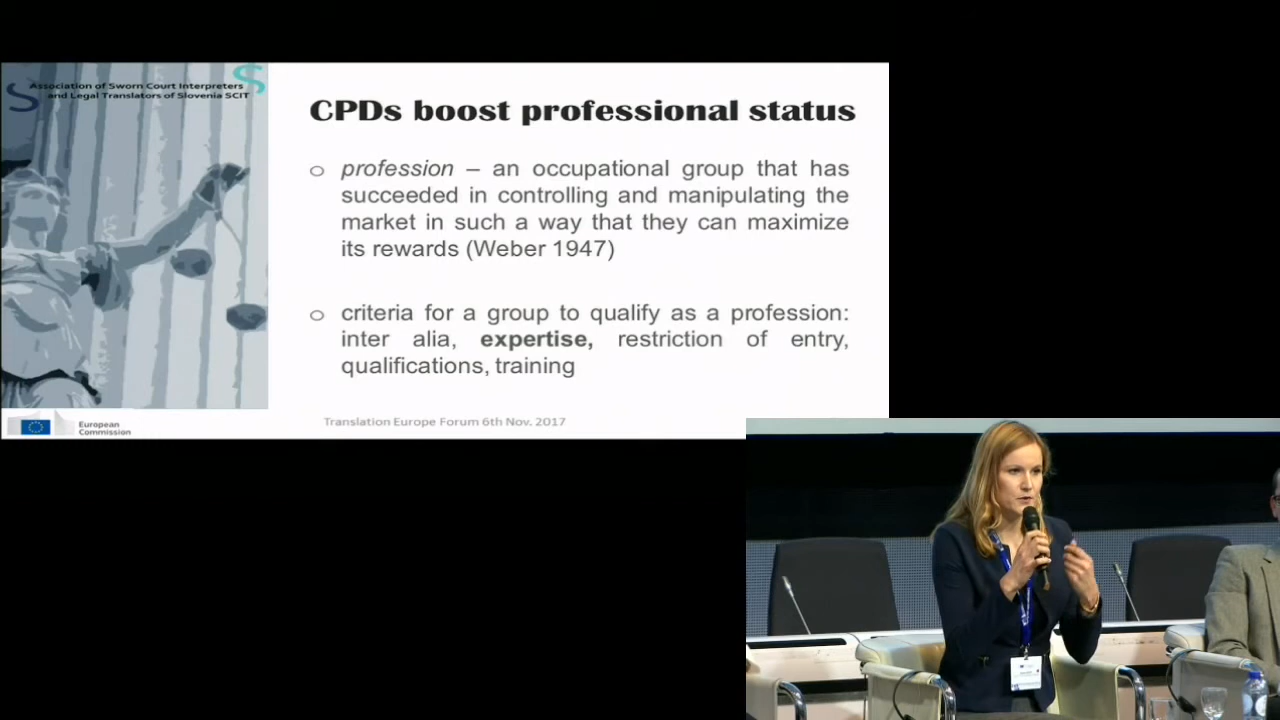 Association of Sworn Court Interpreters
and Legal Translators of Slovenia SCIT
CPDs boost professional status
profession – an occupational group that has
succeeded in controlling and manipulating the
market in such a way that they can maximize
its rewards (Weber 1947)
criteria for a group to qualify as a profession:
inter alia, expertise, restriction of entry,
qualifications, training
Translation Europe Forum 6th Nov. 2017
European
Commission